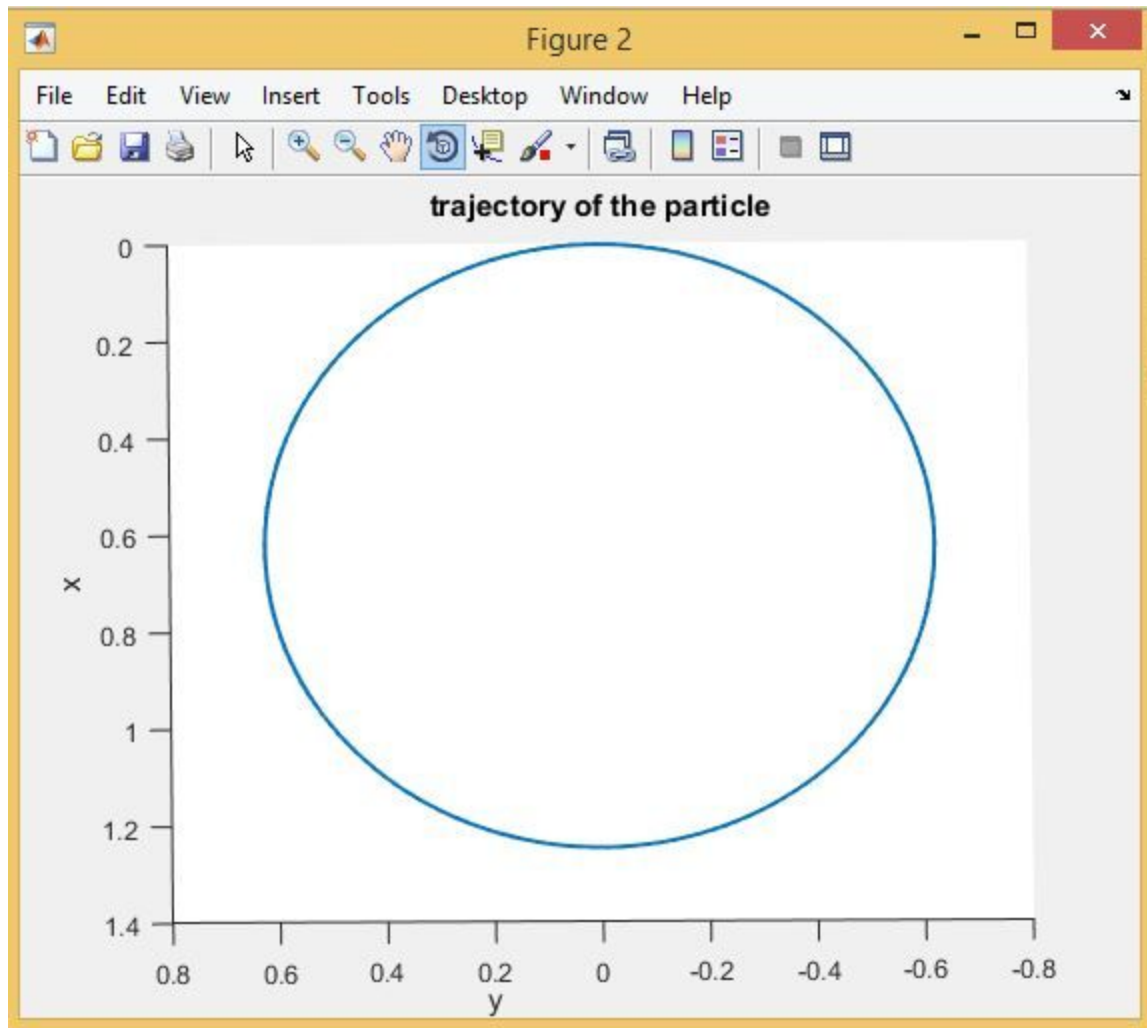 Figure 2
File Edit View Insert Tools Desktop Window Help
trajectory of the particle
0
0.2
0.4
0.6
x
0.8
1
1.2
1.4
0.8 0.6 0.4 0.2 0 -0.2 -0.4 -0.6 -0.8
y